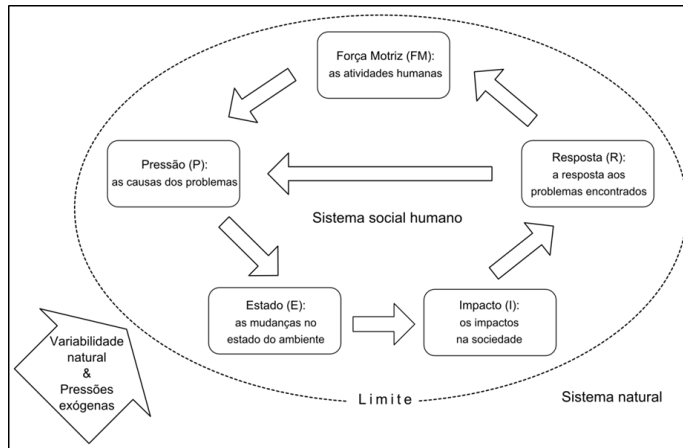 Força Motriz (FM):
as atividades humanas
Pressão (P):
as causas dos problemas
Resposta (R):
a resposta aos
problemas encontrados
Sistema social humano
Estado (E):
as mudanças no
estado do ambiente
Impacto (I):
os impactos
na sociedade
Variabilidade
natural
&
Pressões
exógenas
Limite
Sistema natural